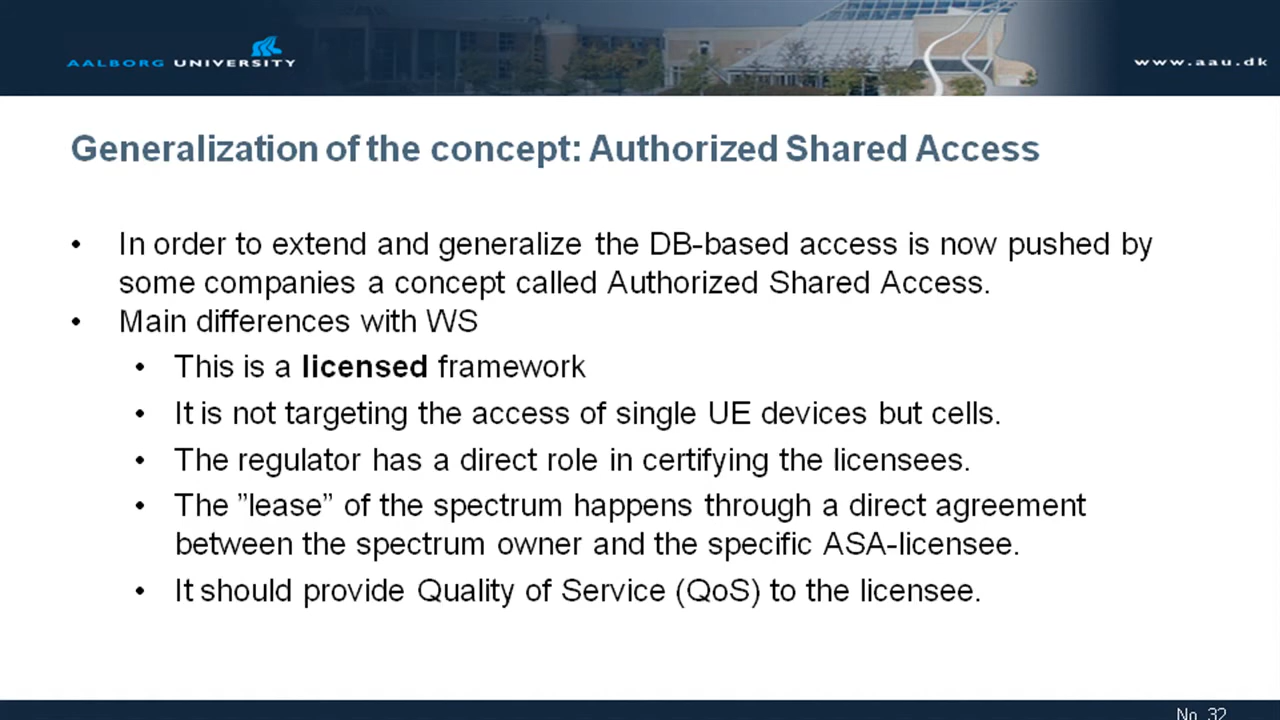 AALBORG UNIVERSITY
www.aau.dk
Generalization of the concept: Authorized Shared Access
• In order to extend and generalize the DB-based access is now pushed by
some companies a concept called Authorized Shared Access.
• Main differences with WS
• This is a licensed framework
• It is not targeting the access of single UE devices but cells.
• The regulator has a direct role in certifying the licensees.
• The ”lease” of the spectrum happens through a direct agreement
between the spectrum owner and the specific ASA-licensee.
• It should provide Quality of Service (QoS) to the licensee.
No. 32